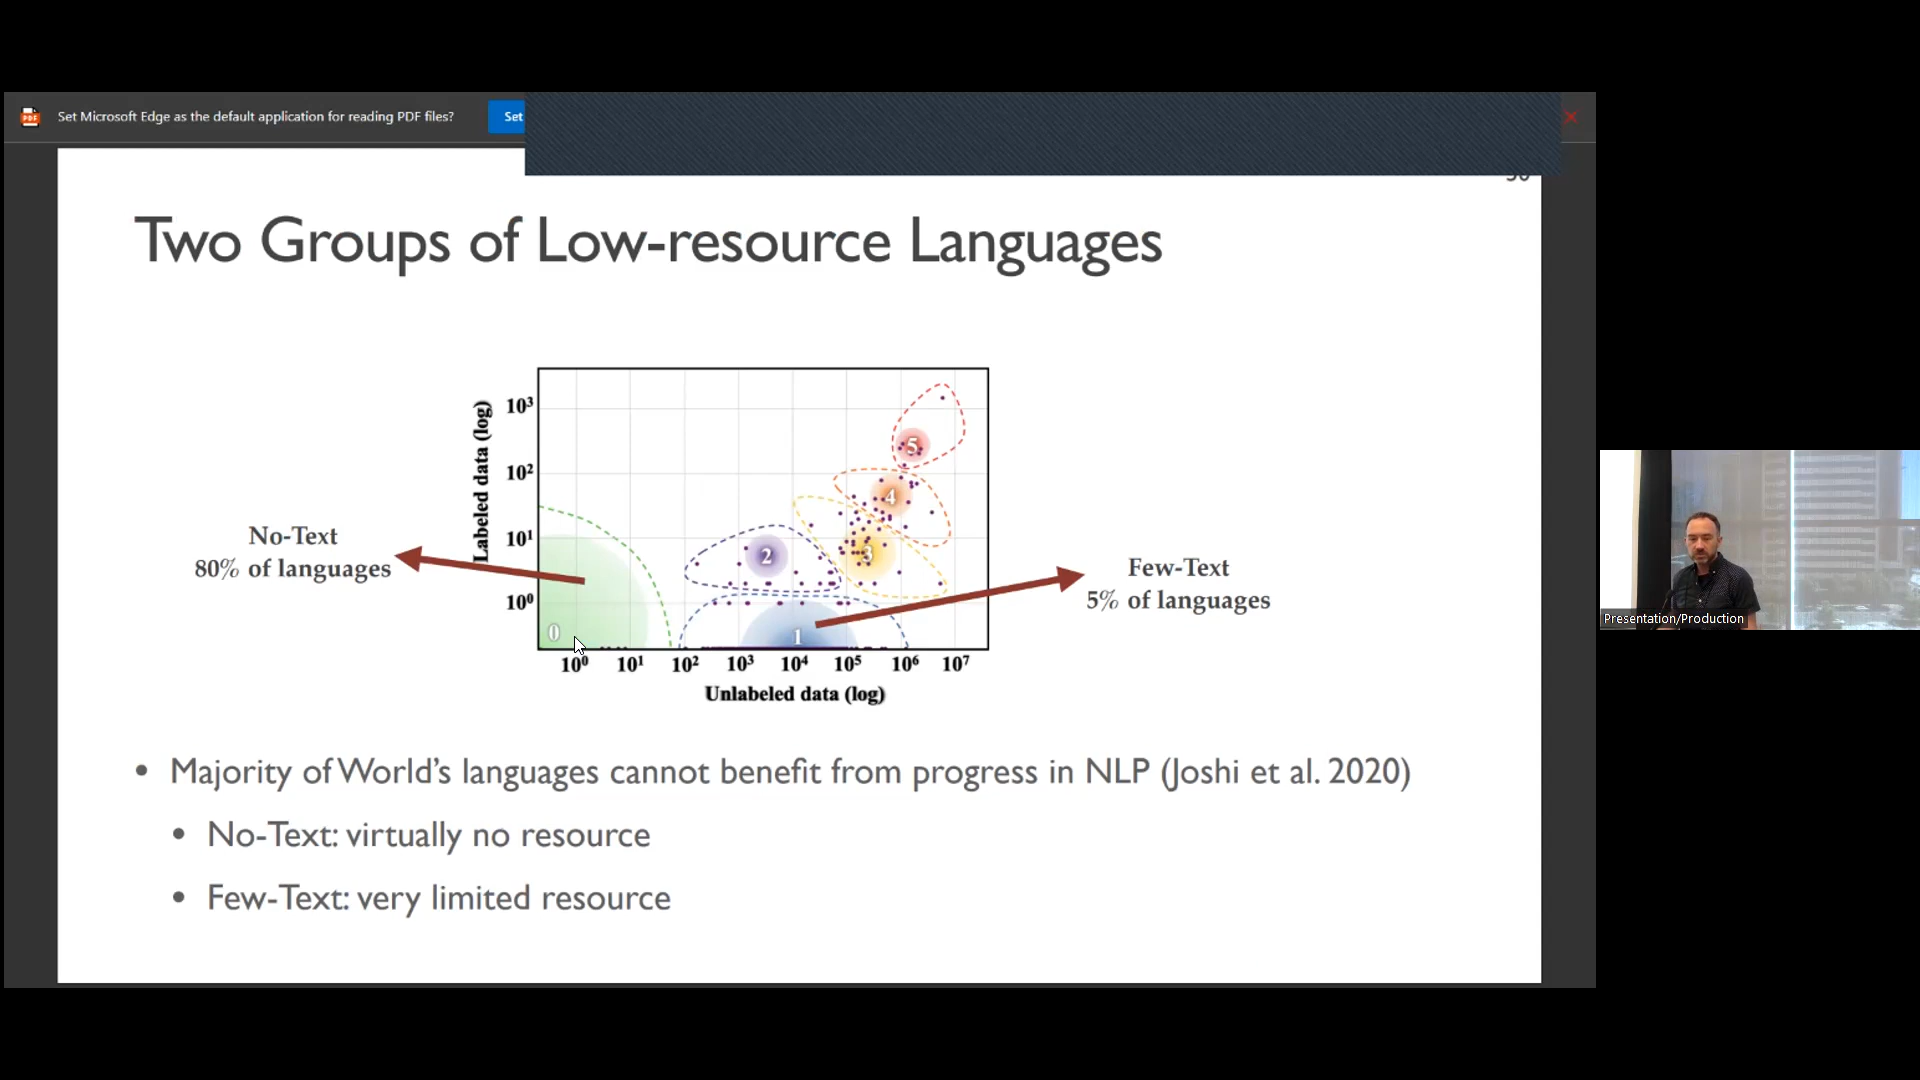 Set Microsoft Edge as the default application for reading PDF files?
Set
Two Groups of Low-resource Languages
Labeled data (log)
10³
10²
10¹
10⁰
5
4
3
2
1
0
10⁰ 10¹ 10² 10³ 10⁴ 10⁵ 10⁶ 10⁷
Unlabeled data (log)
No-Text
80% of languages
Few-Text
5% of languages
• Majority of World's languages cannot benefit from progress in NLP (Joshi et al. 2020)
• No-Text: virtually no resource
• Few-Text: very limited resource
Presentation/Production